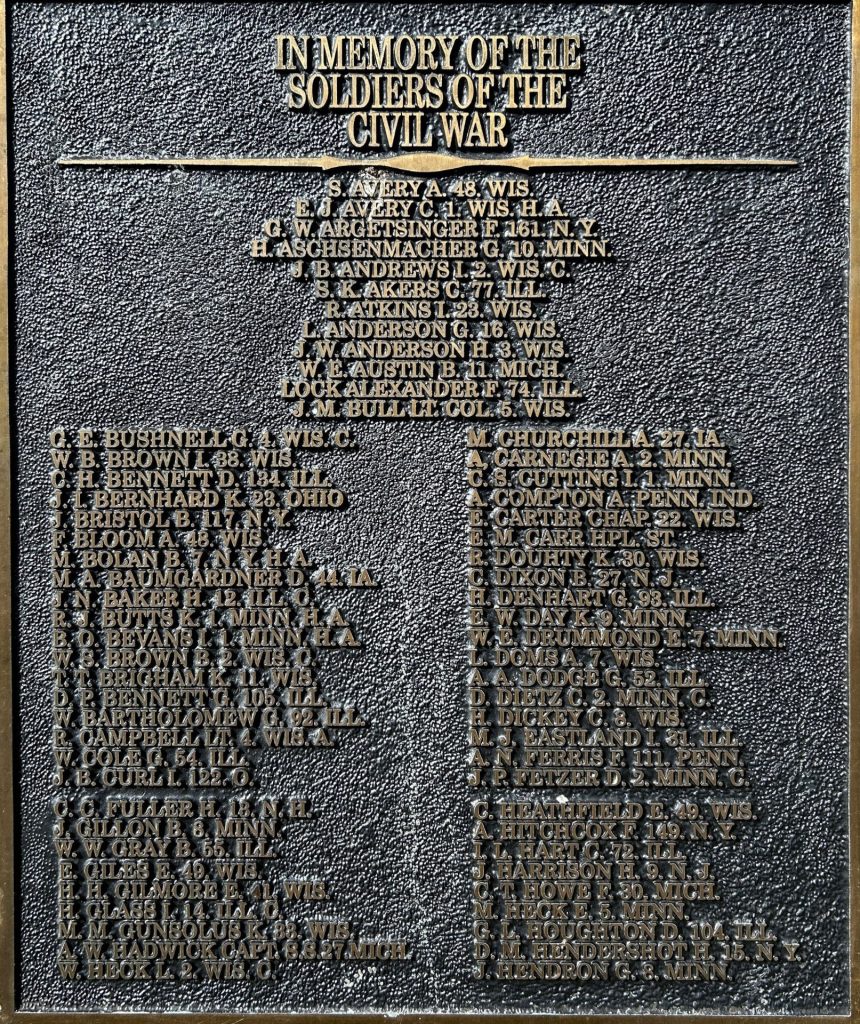 IN MEMORY OF THE
SOLDIERS OF THE
CIVIL WAR
S. AVERY A. 48. WIS.
E. J. AVERY C. 1. WIS. H. A.
G. W. ARGETSINGER F. 161. N. Y.
H. ASCHSENMACHER G. 10. MINN.
J. B. ANDREWS I. 2. WIS. C.
S. K. AKERS C. 77. ILL.
R. ATKINS I. 23. WIS.
L. ANDERSON G. 16. WIS.
J. W. ANDERSON H. 3. WIS.
W. E. AUSTIN B. 11. MICH.
LOCK ALEXANDER F. 74. ILL.
J. M. BULL LT. COL. 5. WIS.
G. E. BUSHNELL G. 4. WIS. C.
W. B. BROWN I. 38. WIS.
C. H. BENNETT D. 134. ILL.
J. I. BERNHARD K. 23. OHIO
J. BRISTOL B. 117. N. Y.
F. BLOOM A. 48. WIS.
M. BOLAN B. 7. N. Y. H. A.
M. A. BAUMGARDNER D. 44. IA.
J. N. BAKER H. 12. ILL. C.
R. J. BUTTS K. 1. MINN. H. A.
B. O. BEVANS I. 1. MINN. H. A.
W. S. BROWN B. 2. WIS. C.
T. T. BRIGHAM K. 11. WIS.
D. P. BENNETT C. 105. ILL.
W. BARTHOLOMEW G. 92. ILL.
R. CAMPBELL LT. 4. WIS. A.
W. COLE G. 54. ILL.
J. B. CURL I. 122. O.
C. C. FULLER H. 13. N. H.
J. GILLON B. 6. MINN.
W. W. GRAY B. 55. ILL.
E. GILES E. 49. WIS.
H. H. GILMORE E. 41. WIS.
H. GLASS I. 14. ILL. C.
M. M. GUNSOLUS K. 33. WIS.
A. W. HADWICK CAPT. S.S.27 MICH.
W. HECK L. 2. WIS. C.
M. CHURCHILL A. 27. IA.
A. CARNEGIE A. 2. MINN.
C. S. CUTTING I. 1. MINN.
A. COMPTON A. PENN. IND.
E. CARTER CHAP. 22. WIS.
E. M. CARR HPL. ST.
R. DOUHTY K. 30. WIS.
C. DIXON B. 27. N. J.
H. DENHART G. 93. ILL.
E. W. DAY K. 9. MINN.
W. E. DRUMMOND E. 7. MINN.
L. DOMS A. 7. WIS.
A. A. DODGE G. 52. ILL.
D. DIETZ C. 2. MINN. C.
H. DICKEY C. 3. WIS.
M. J. EASTLAND I. 31. ILL.
A. N. FERRIS F. 111. PENN.
J. P. FETZER D. 2. MINN. C.
C. HEATHFIELD E. 49. WIS.
A. HITCHCOX F. 149. N. Y.
I. L. HART C. 72. ILL.
J. HARRISON H. 9. N. J.
C. T. HOWE F. 30. MICH.
M. HECK E. 5. MINN.
G. L. HOUGHTON D. 104. ILL.
D. M. HENDERSHOT H. 15. N. Y.
J. HENDRON G. 3. MINN.